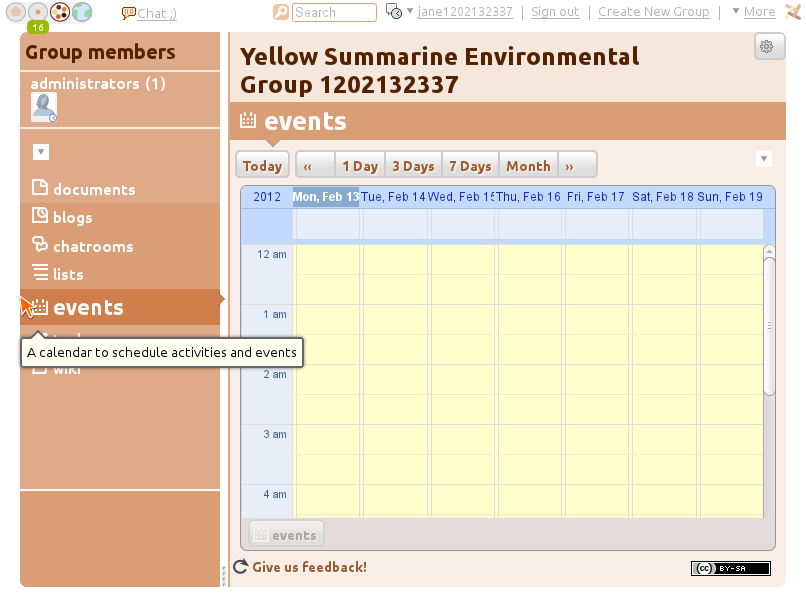 Chat ;)
Search
jane1202132337
Sign out
Create New Group
More
16
Group members
administrators (1)
documents
blogs
chatrooms
lists
events
A calendar to schedule activities and events
wiki
Yellow Summarine Environmental
Group 1202132337
events
Today
‹‹
1 Day
3 Days
7 Days
Month
››
2012
Mon, Feb 13
Tue, Feb 14
Wed, Feb 15
Thu, Feb 16
Fri, Feb 17
Sat, Feb 18
Sun, Feb 19
12 am
1 am
2 am
3 am
4 am
events
Give us feedback!
(cc) BY-SA